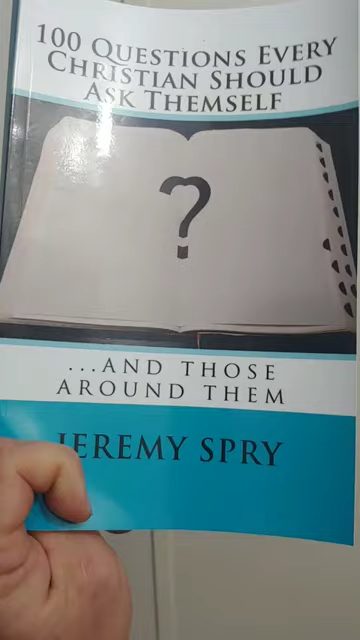 100 QUESTIONS EVERY
CHRISTIAN SHOULD
ASK THEMSELF
?
...AND THOSE
AROUND THEM
JEREMY SPRY